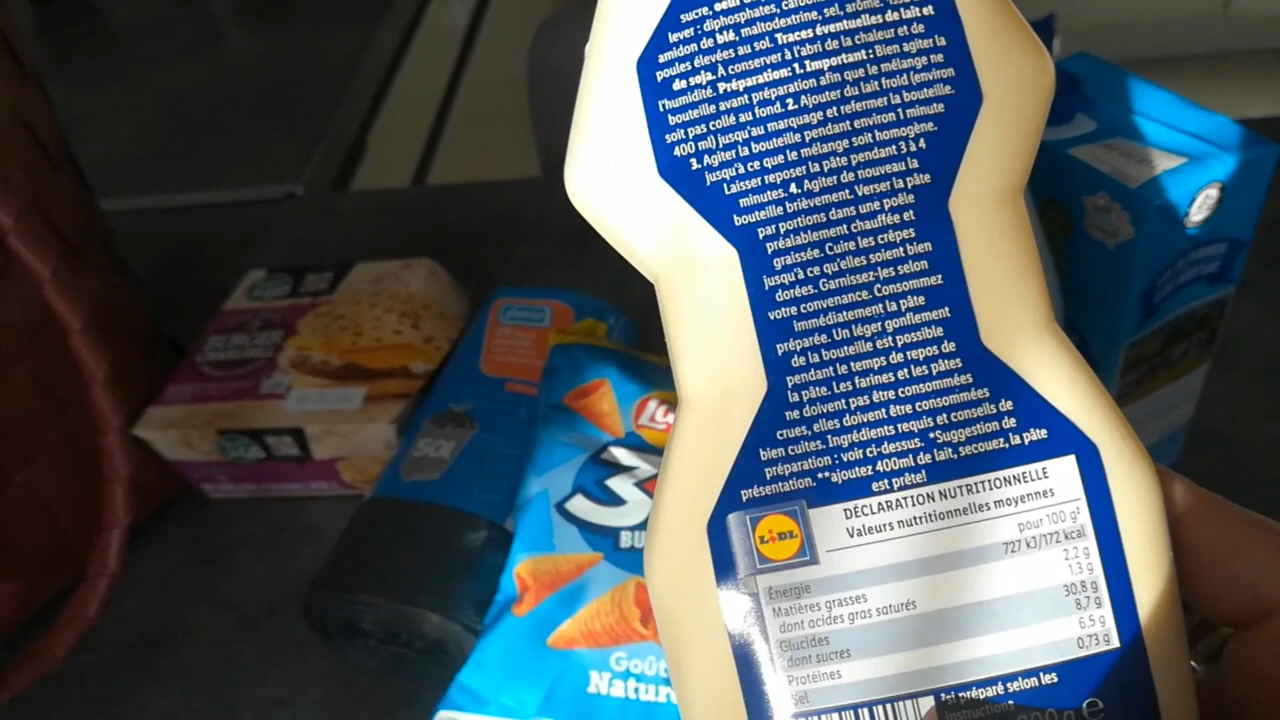 sucre, oeuf
lever : diphosphates, carbon
amidon de blé, maltodextrine, sel, arôme.
poules élevées au sol. Traces éventuelles de lait et
de soja. À conserver à l'abri de la chaleur et de
l'humidité. Préparation: 1. Important : Bien agiter la
bouteille avant préparation afin que le mélange ne
soit pas collé au fond. 2. Ajouter du lait froid (environ
400 ml) jusqu'au marquage et refermer la bouteille.
3. Agiter la bouteille pendant environ 1 minute
jusqu'à ce que le mélange soit homogène.
Laisser reposer la pâte pendant 3 à 4
minutes. 4. Agiter de nouveau la
bouteille brièvement. Verser la pâte
par portions dans une poêle
préalablement chauffée et
graissée. Cuire les crêpes
jusqu'à ce qu'elles soient bien
dorées. Garnissez-les selon
votre convenance. Consommez
immédiatement la pâte
préparée. Un léger gonflement
de la bouteille est possible
pendant le temps de repos de
la pâte. Les farines et les pâtes
ne doivent pas être consommées
crues, elles doivent être consommées
bien cuites. Ingrédients requis et conseils de
préparation : voir ci-dessus. *Suggestion de
présentation. **ajoutez 400ml de lait, secouez, la pâte
est prête!
LIDL
DÉCLARATION NUTRITIONNELLE
Valeurs nutritionnelles moyennes
pour 100 g²
Énergie 727 kJ/172 kcal
Matières grasses 2,2 g
dont acides gras saturés 1,3 g
Glucides 30,8 g
dont sucres 8,7 g
Protéines 6,5 g
Sel 0,73 g
²si préparé selon les
instructions
BURGER
SOL
3
BU
Goût
Nature